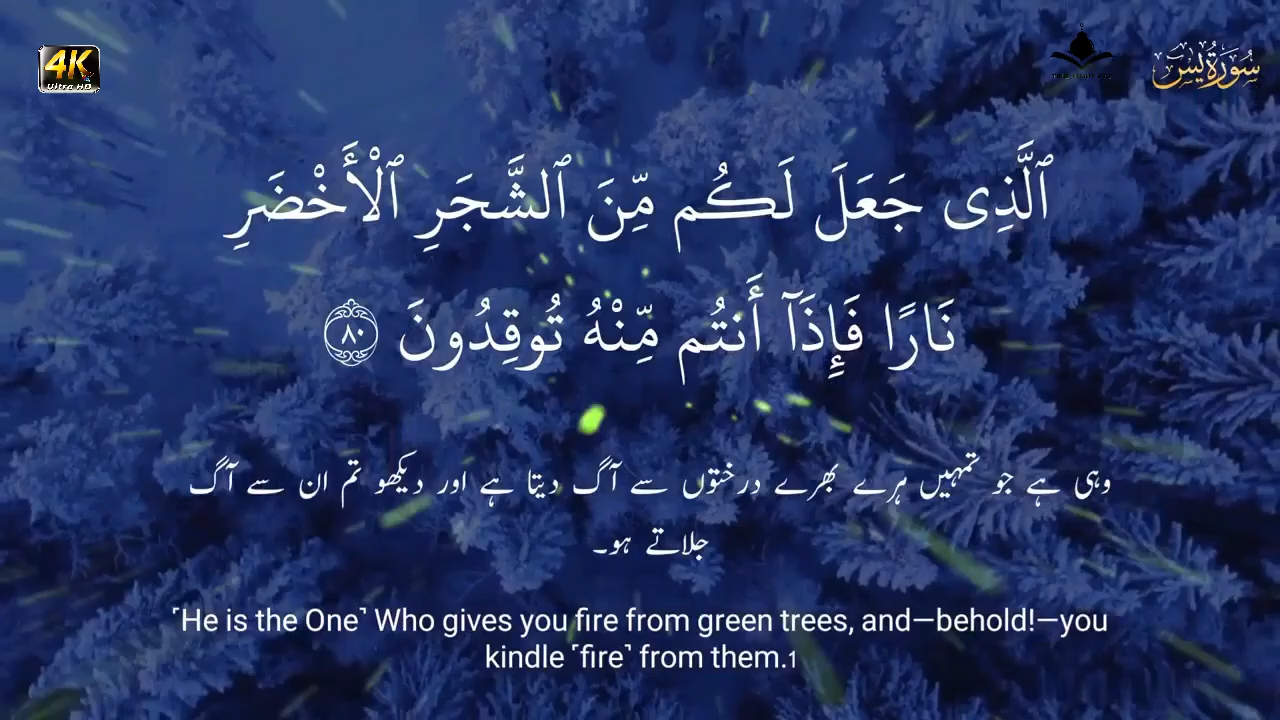 4K
Ultra HD
سُورَةُ يس
ٱلَّذِى جَعَلَ لَكُم مِّنَ ٱلشَّجَرِ ٱلْأَخْضَرِ
نَارًا فَإِذَآ أَنتُم مِّنْهُ تُوقِدُونَ ٨٠
وہی ہے جو تمہیں ہرے بھرے درختوں سے آگ دیتا ہے اور دیکھو تم ان سے آگ
جلاتے ہو۔
˹He is the One˺ Who gives you fire from green trees, and—behold!—you
kindle ˹fire˺ from them.1